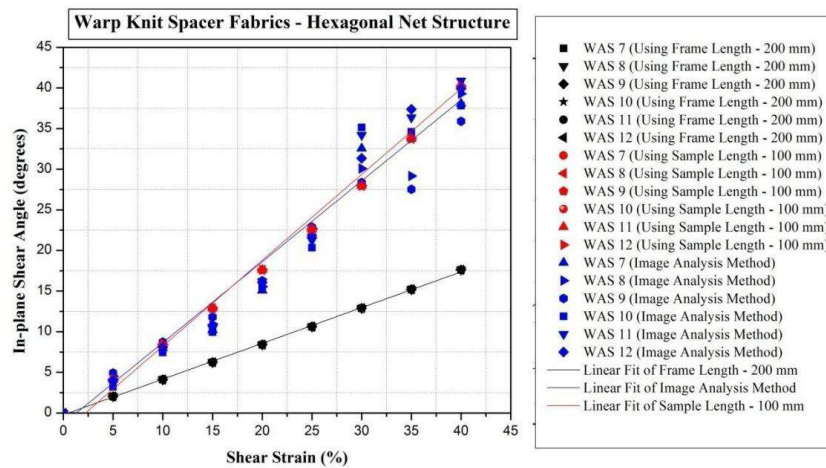 Warp Knit Spacer Fabrics - Hexagonal Net Structure
In-plane Shear Angle (degrees)
45
40
35
30
25
20
15
10
5
0
0
5
10
15
20
25
30
35
40
45
Shear Strain (%)
WAS 7 (Using Frame Length - 200 mm)
WAS 8 (Using Frame Length - 200 mm)
WAS 9 (Using Frame Length - 200 mm)
WAS 10 (Using Frame Length - 200 mm)
WAS 11 (Using Frame Length - 200 mm)
WAS 12 (Using Frame Length - 200 mm)
WAS 7 (Using Sample Length - 100 mm)
WAS 8 (Using Sample Length - 100 mm)
WAS 9 (Using Sample Length - 100 mm)
WAS 10 (Using Sample Length - 100 mm)
WAS 11 (Using Sample Length - 100 mm)
WAS 12 (Using Sample Length - 100 mm)
WAS 7 (Image Analysis Method)
WAS 8 (Image Analysis Method)
WAS 9 (Image Analysis Method)
WAS 10 (Image Analysis Method)
WAS 11 (Image Analysis Method)
WAS 12 (Image Analysis Method)
Linear Fit of Frame Length - 200 mm
Linear Fit of Image Analysis Method
Linear Fit of Sample Length - 100 mm